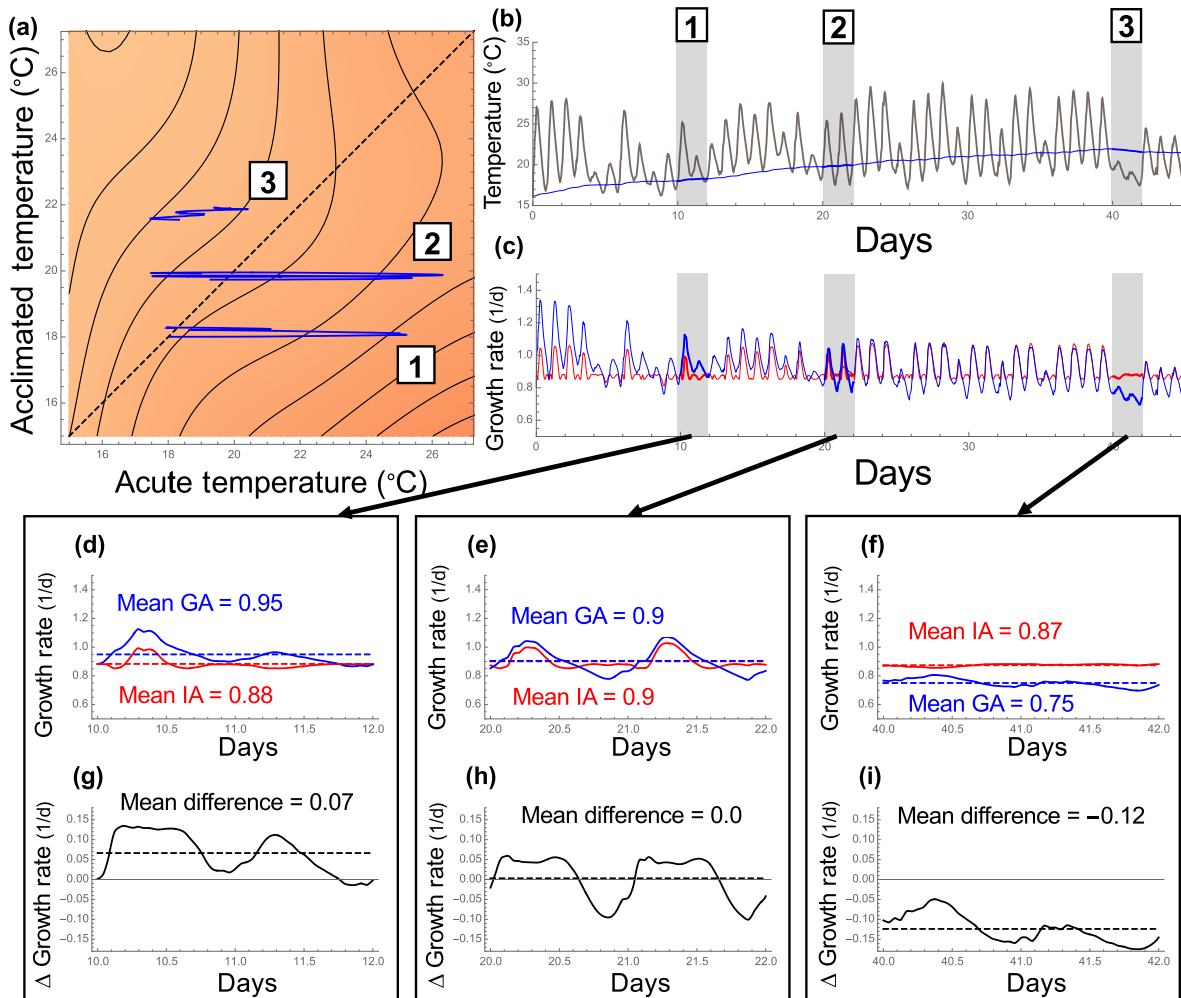 (a)
Acclimated temperature (°C)
26
24
22
20
18
16
3
2
1
16
18
20
22
24
26
Acute temperature (°C)
(b)
1
2
3
Temperature (°C)
35
30
25
20
15
0
10
20
30
40
Days
(c)
Growth rate (1/d)
1.4
1.2
1.0
0.8
0.6
0
10
20
30
40
Days
(d)
Growth rate (1/d)
1.4
1.2
1.0
0.8
0.6
Mean GA = 0.95
Mean IA = 0.88
10.0
10.5
11.0
11.5
12.0
Days
(e)
1.4
1.2
1.0
0.8
0.6
Mean GA = 0.9
Mean IA = 0.9
20.0
20.5
21.0
21.5
22.0
Days
(f)
Growth rate (1/d)
1.4
1.2
1.0
0.8
0.6
Mean IA = 0.87
Mean GA = 0.75
40.0
40.5
41.0
41.5
42.0
Days
(g)
Δ Growth rate (1/d)
Mean difference = 0.07
0.15
0.10
0.05
0.00
−0.05
−0.10
−0.15
10.0
10.5
11.0
11.5
12.0
Days
(h)
Δ Growth rate (1/d)
Mean difference = 0.0
0.15
0.10
0.05
0.00
−0.05
−0.10
−0.15
20.0
20.5
21.0
21.5
22.0
Days
(i)
Δ Growth rate (1/d)
Mean difference = −0.12
0.15
0.10
0.05
0.00
−0.05
−0.10
−0.15
40.0
40.5
41.0
41.5
42.0
Days